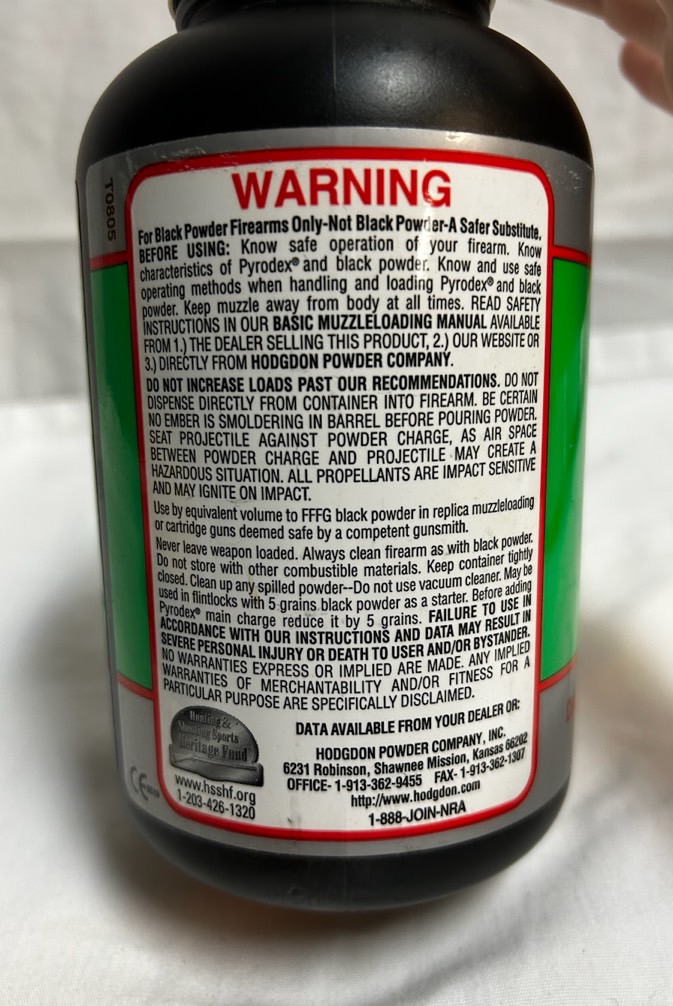 T0805
WARNING
For Black Powder Firearms Only-Not Black Powder-A Safer Substitute.
BEFORE USING: Know safe operation of your firearm. Know
characteristics of Pyrodex® and black powder. Know and use safe
operating methods when handling and loading Pyrodex® and black
powder. Keep muzzle away from body at all times. READ SAFETY
INSTRUCTIONS IN OUR BASIC MUZZLELOADING MANUAL AVAILABLE
FROM 1.) THE DEALER SELLING THIS PRODUCT, 2.) OUR WEBSITE OR
3.) DIRECTLY FROM HODGDON POWDER COMPANY.
DO NOT INCREASE LOADS PAST OUR RECOMMENDATIONS. DO NOT
DISPENSE DIRECTLY FROM CONTAINER INTO FIREARM. BE CERTAIN
NO EMBER IS SMOLDERING IN BARREL BEFORE POURING POWDER.
SEAT PROJECTILE AGAINST POWDER CHARGE, AS AIR SPACE
BETWEEN POWDER CHARGE AND PROJECTILE MAY CREATE A
HAZARDOUS SITUATION. ALL PROPELLANTS ARE IMPACT SENSITIVE
AND MAY IGNITE ON IMPACT.
Use by equivalent volume to FFFG black powder in replica muzzleloading
or cartridge guns deemed safe by a competent gunsmith.
Never leave weapon loaded. Always clean firearm as with black powder.
Do not store with other combustible materials. Keep container tightly
closed. Clean up any spilled powder--Do not use vacuum cleaner. May be
used in flintlocks with 5 grains black powder as a starter. Before adding
Pyrodex® main charge reduce it by 5 grains. FAILURE TO USE IN
ACCORDANCE WITH OUR INSTRUCTIONS AND DATA MAY RESULT IN
SEVERE PERSONAL INJURY OR DEATH TO USER AND/OR BYSTANDER.
NO WARRANTIES EXPRESS OR IMPLIED ARE MADE. ANY IMPLIED
WARRANTIES OF MERCHANTABILITY AND/OR FITNESS FOR A
PARTICULAR PURPOSE ARE SPECIFICALLY DISCLAIMED.
Hunting &
Shooting Sports
Heritage Fund
www.hsshf.org
1-203-426-1320
DATA AVAILABLE FROM YOUR DEALER OR:
HODGDON POWDER COMPANY, INC.
6231 Robinson, Shawnee Mission, Kansas 66202
OFFICE- 1-913-362-9455 FAX- 1-913-362-1307
http://www.hodgdon.com
1-888-JOIN-NRA
CE